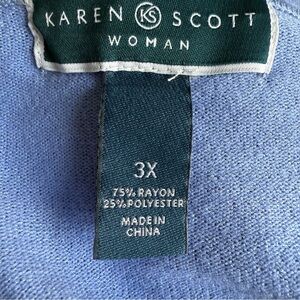 KAREN KS SCOTT
WOMAN
3X
75% RAYON
25% POLYESTER
MADE IN
CHINA